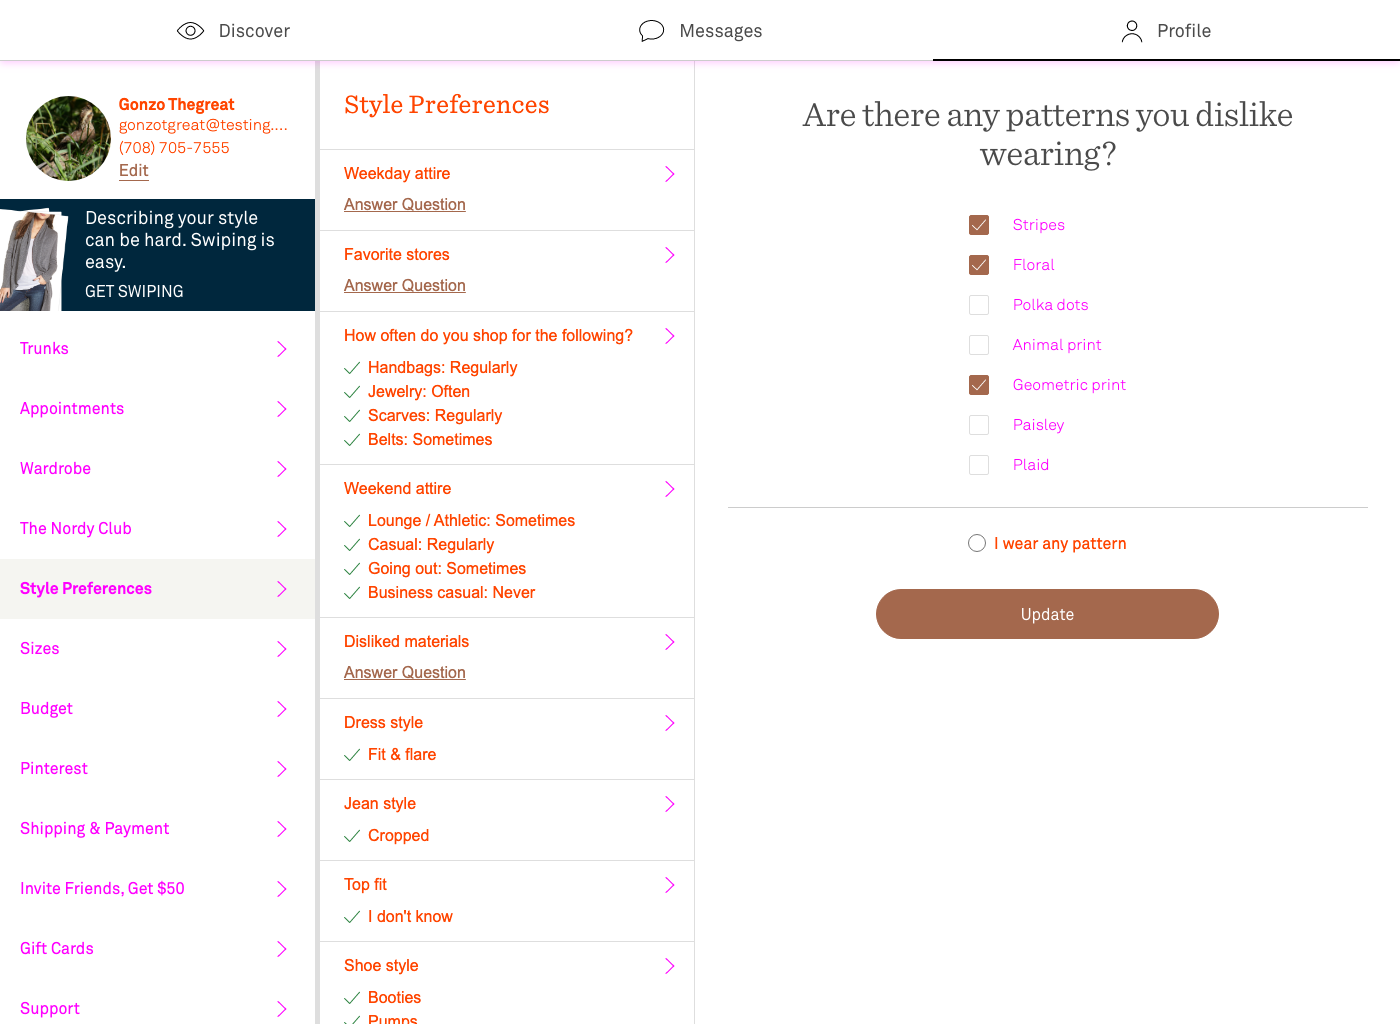 Discover
Messages
Profile
Gonzo Thegreat
gonzotgreat@testing....
(708) 705-7555
Edit
Describing your style
can be hard. Swiping is
easy.
GET SWIPING
Trunks
Appointments
Wardrobe
The Nordy Club
Style Preferences
Sizes
Budget
Pinterest
Shipping & Payment
Invite Friends, Get $50
Gift Cards
Support
Style Preferences
Weekday attire
Answer Question
Favorite stores
Answer Question
How often do you shop for the following?
Handbags: Regularly
Jewelry: Often
Scarves: Regularly
Belts: Sometimes
Weekend attire
Lounge / Athletic: Sometimes
Casual: Regularly
Going out: Sometimes
Business casual: Never
Disliked materials
Answer Question
Dress style
Fit & flare
Jean style
Cropped
Top fit
I don't know
Shoe style
Booties
Pumps
Are there any patterns you dislike
wearing?
Stripes
Floral
Polka dots
Animal print
Geometric print
Paisley
Plaid
I wear any pattern
Update